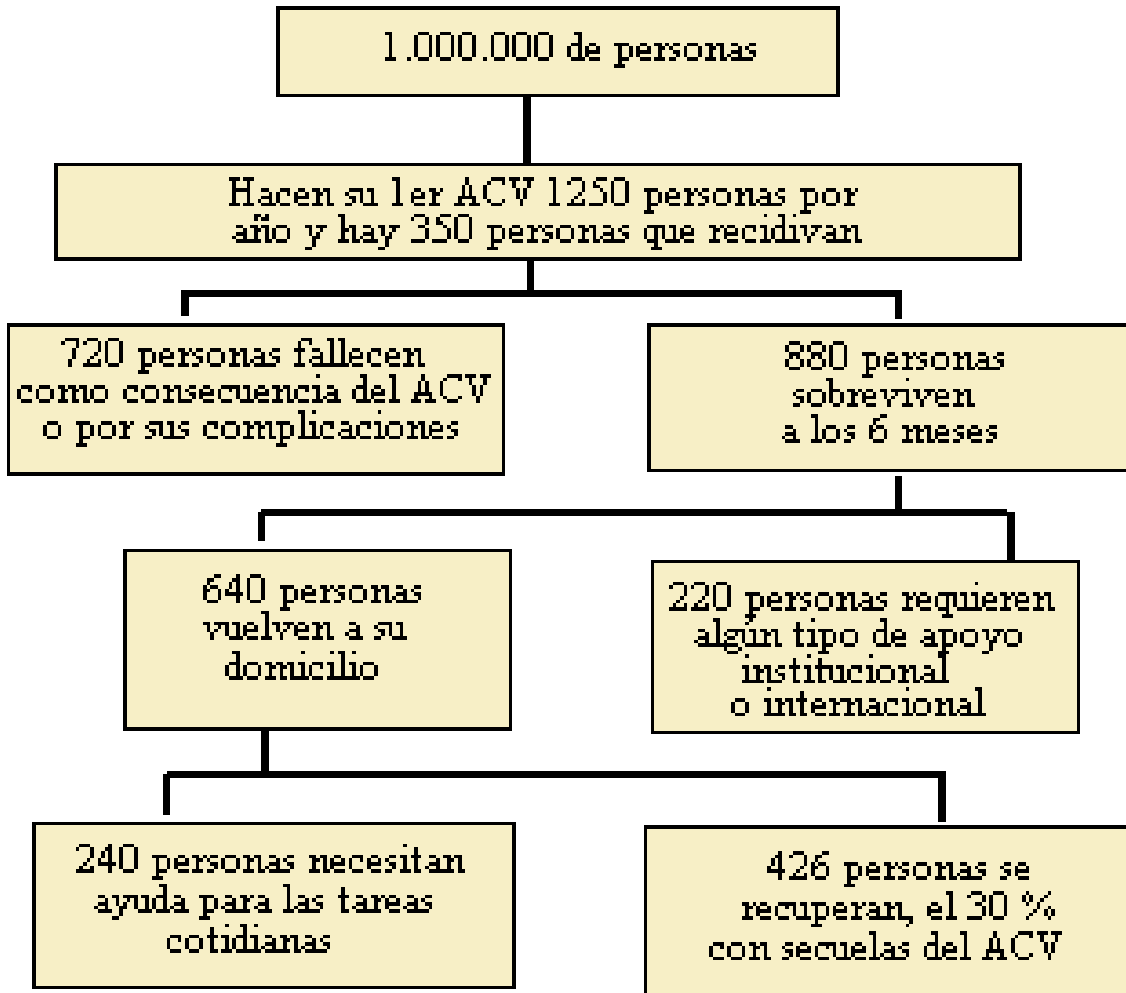 1.000.000 de personas
Hacen su 1er ACV 1250 personas por
año y hay 350 personas que recidivan
720 personas fallecen
como consecuencia del ACV
o por sus complicaciones
880 personas
sobreviven
a los 6 meses
640 personas
vuelven a su
domicilio
220 personas requieren
algún tipo de apoyo
institucional
o internacional
240 personas necesitan
ayuda para las tareas
cotidianas
426 personas se
recuperan, el 30 %
con secuelas del ACV